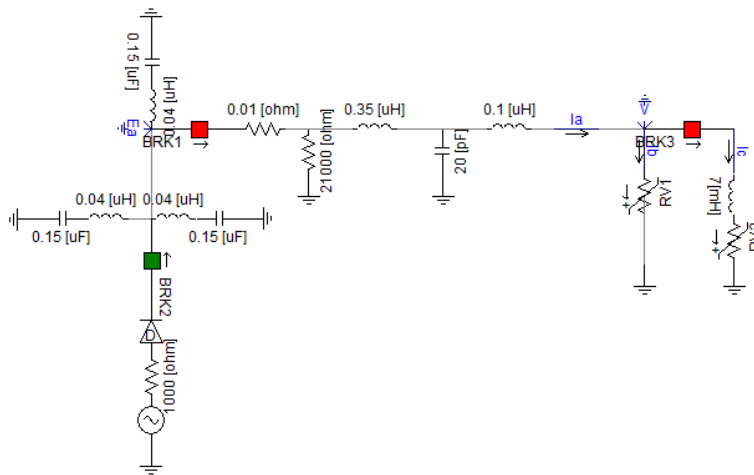 0.15 [uF]
0.04 [uH]
Ea
BRK1
0.01 [ohm]
21000 [ohm]
0.35 [uH]
20 [pF]
0.1 [uH]
Ia
V
BRK3
Ib
RV1
+
Ic
7[mH]
+
0.04 [uH]
0.04 [uH]
0.15 [uF]
0.15 [uF]
BRK2
D
1000 [ohm]